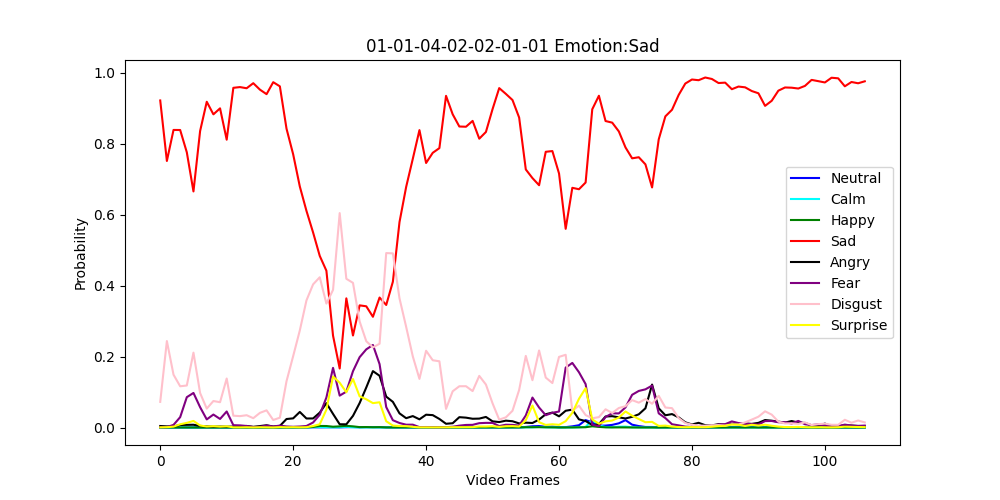 01-01-04-02-02-01-01 Emotion:Sad
1.0
0.8
0.6
0.4
0.2
0.0
Probability
0 20 40 60 80 100
Video Frames
Neutral
Calm
Happy
Sad
Angry
Fear
Disgust
Surprise